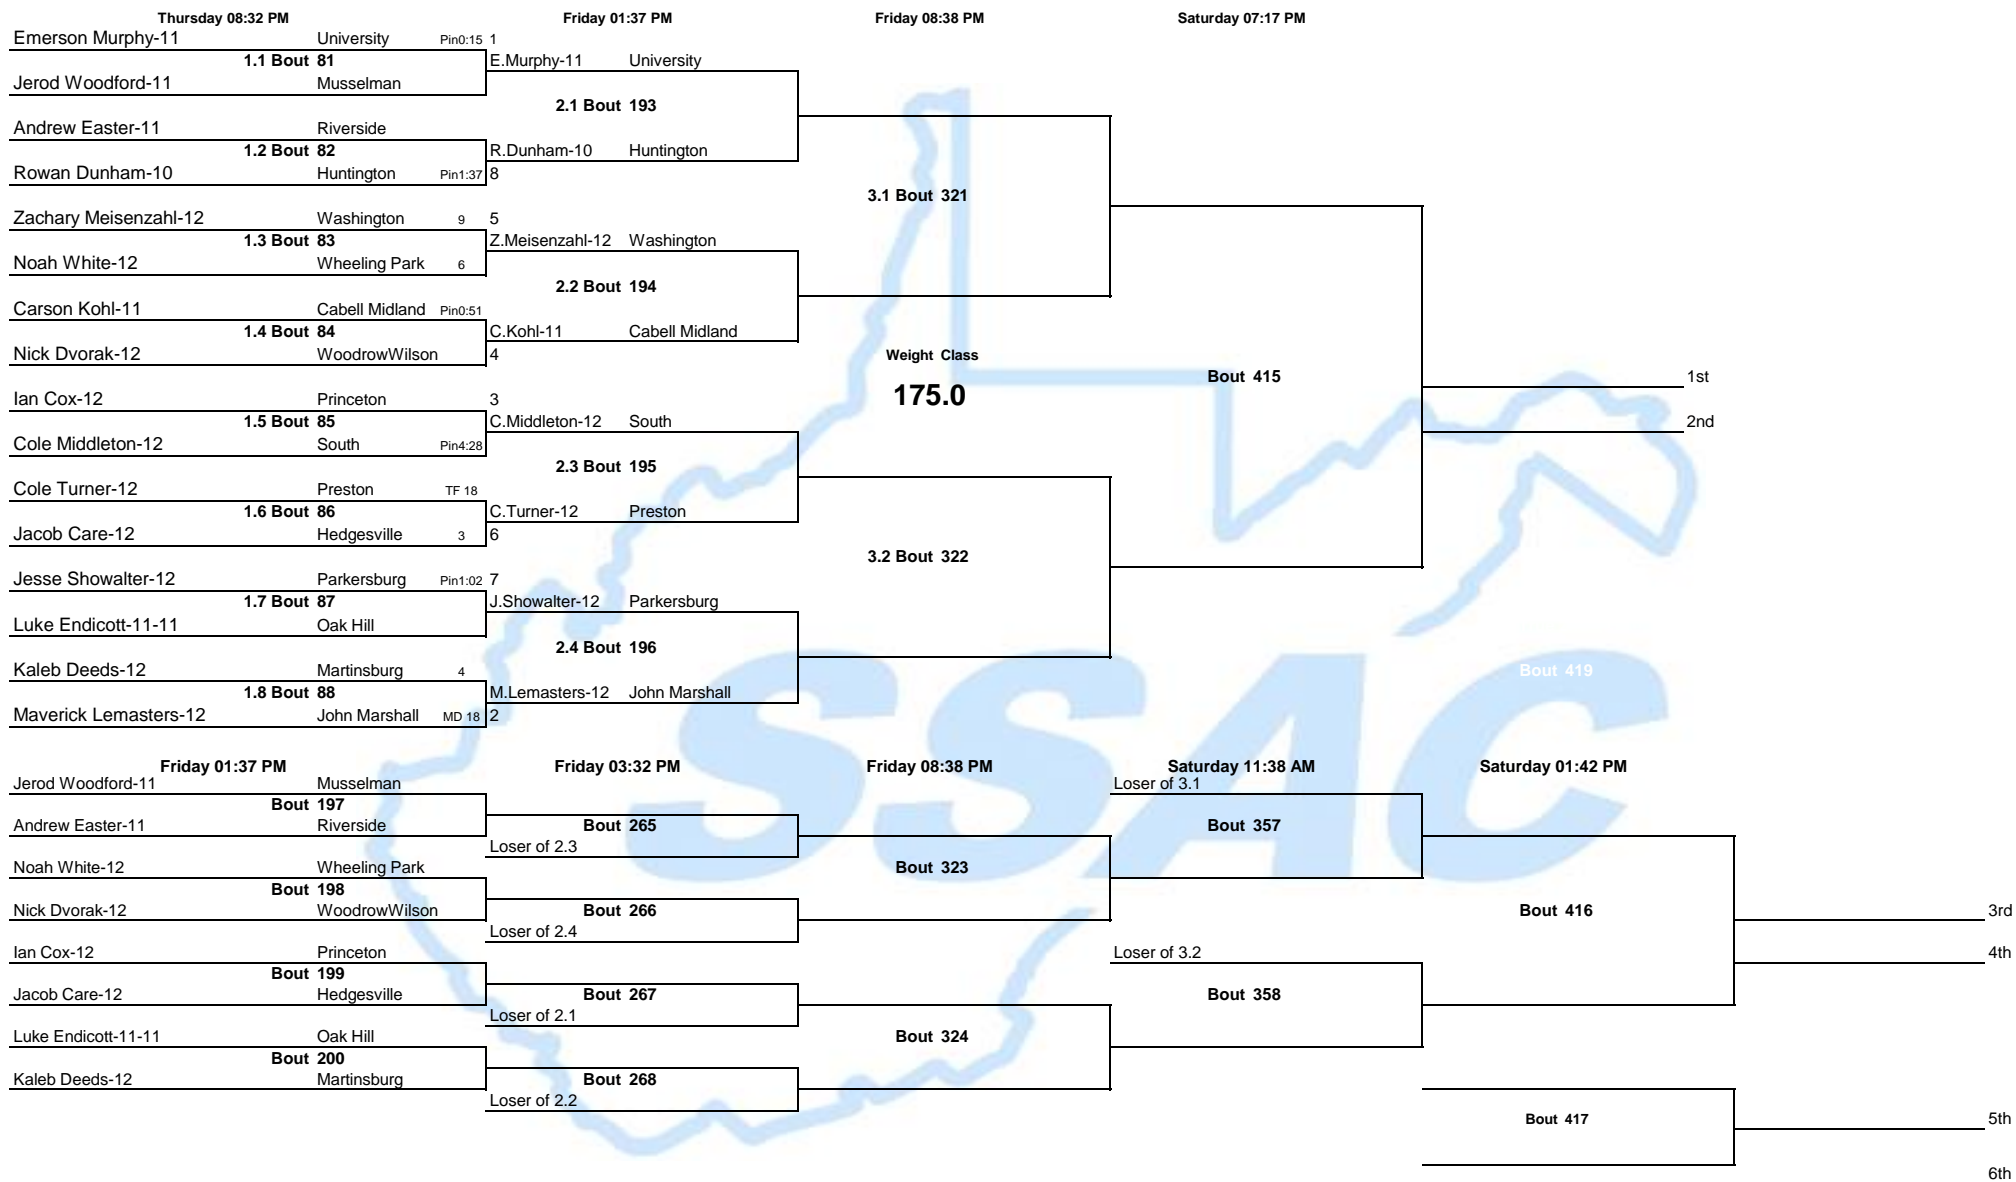 Thursday 08:32 PM Friday 01:37 PM Friday 08:38 PM Saturday 07:17 PM
Emerson Murphy-11 University Pin0:15 1
1.1 Bout 81 E.Murphy-11 University
Jerod Woodford-11 Musselman
2.1 Bout 193
Andrew Easter-11 Riverside
1.2 Bout 82 R.Dunham-10 Huntington
Rowan Dunham-10 Huntington Pin1:37 8
3.1 Bout 321
Zachary Meisenzahl-12 Washington 9 5
1.3 Bout 83 Z.Meisenzahl-12 Washington
Noah White-12 Wheeling Park 6
2.2 Bout 194
Carson Kohl-11 Cabell Midland Pin0:51
1.4 Bout 84 C.Kohl-11 Cabell Midland
Nick Dvorak-12 WoodrowWilson 4 Weight Class
Bout 415 1st
175.0
Ian Cox-12 Princeton 3
1.5 Bout 85 C.Middleton-12 South 2nd
Cole Middleton-12 South Pin4:28
2.3 Bout 195
Cole Turner-12 Preston TF 18
1.6 Bout 86 C.Turner-12 Preston
Jacob Care-12 Hedgesville 3 6
3.2 Bout 322
Jesse Showalter-12 Parkersburg Pin1:02 7
1.7 Bout 87 J.Showalter-12 Parkersburg
Luke Endicott-11-11 Oak Hill
2.4 Bout 196
Kaleb Deeds-12 Martinsburg 4 Bout 419
1.8 Bout 88 M.Lemasters-12 John Marshall
Maverick Lemasters-12 John Marshall MD 18 2
SSAC
Friday 01:37 PM Friday 03:32 PM Friday 08:38 PM Saturday 11:38 AM Saturday 01:42 PM
Jerod Woodford-11 Musselman Loser of 3.1
Bout 197
Andrew Easter-11 Riverside Bout 265 Bout 357
Loser of 2.3
Noah White-12 Wheeling Park Bout 323
Bout 198
Nick Dvorak-12 WoodrowWilson Bout 266 Bout 416 3rd
Loser of 2.4
Ian Cox-12 Princeton Loser of 3.2 4th
Bout 199
Jacob Care-12 Hedgesville Bout 267 Bout 358
Loser of 2.1
Luke Endicott-11-11 Oak Hill Bout 324
Bout 200
Kaleb Deeds-12 Martinsburg Bout 268
Loser of 2.2
Bout 417 5th
6th